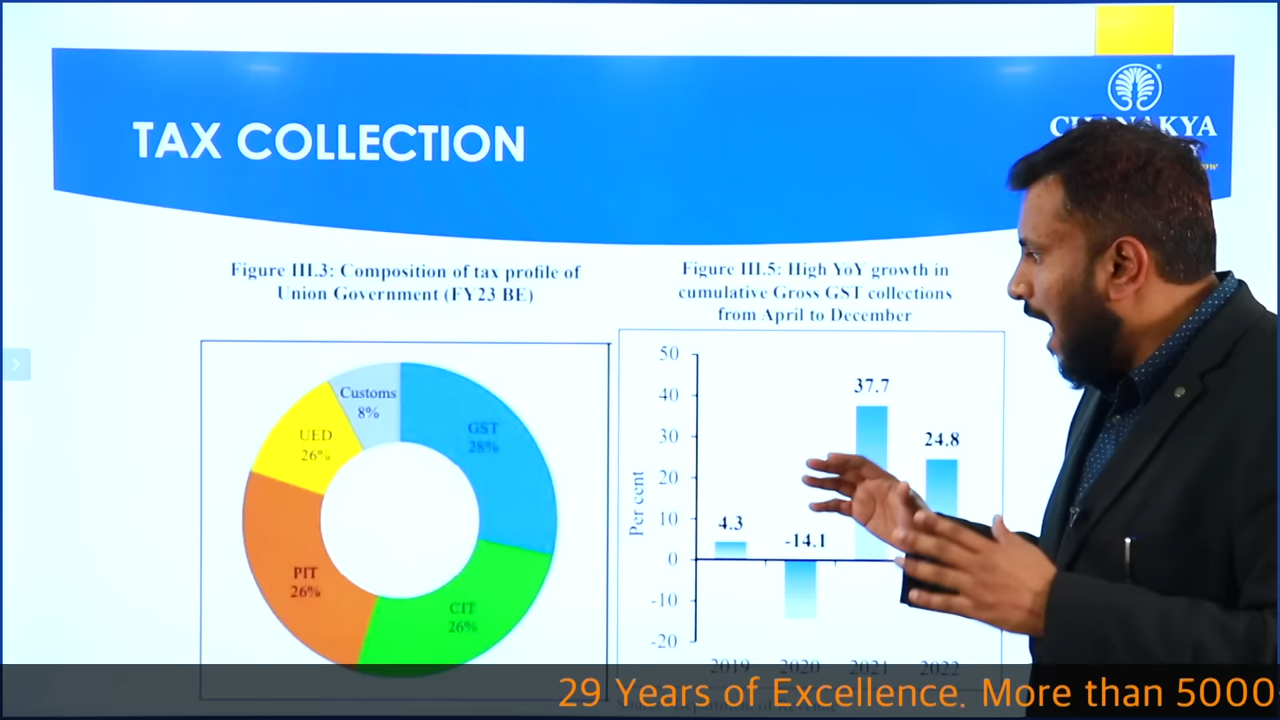 TAX COLLECTION
Figure III.3: Composition of tax profile of
Union Government (FY23 BE)
Customs
8%
GST
28%
UED
26%
PIT
26%
CIT
26%
Figure III.5: High YoY growth in
cumulative Gross GST collections
from April to December
Per cent
50
40
30
20
10
0
-10
-20
4.3
-14.1
37.7
24.8
2019 2020 2021 2022
29 Years of Excellence. More than 5000